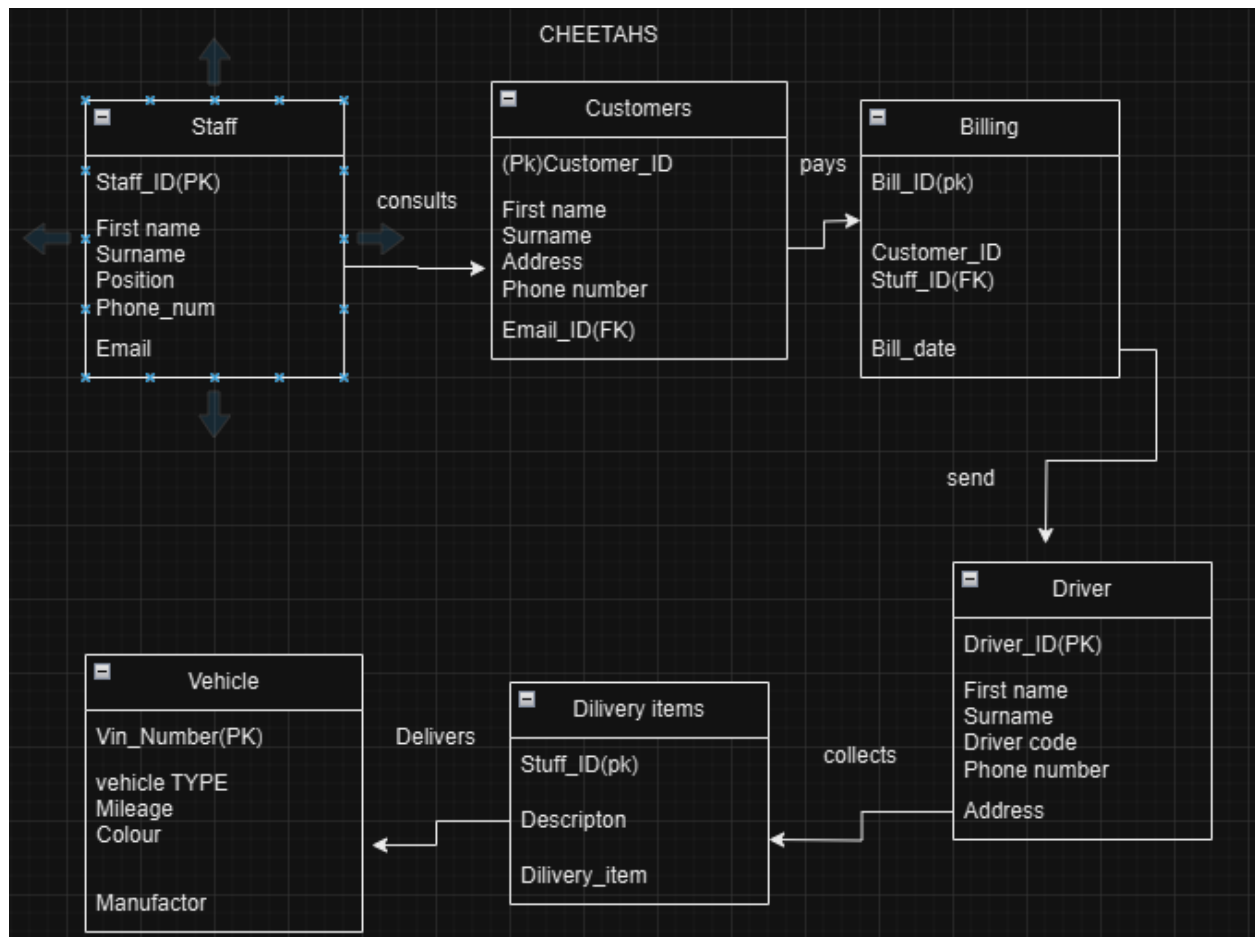 CHEETAHS
Staff
Staff_ID(PK)
First name
Surname
Position
Phone_num
Email
consults
Customers
(Pk)Customer_ID
First name
Surname
Address
Phone number
Email_ID(FK)
pays
Billing
Bill_ID(pk)
Customer_ID
Stuff_ID(FK)
Bill_date
send
Driver
Driver_ID(PK)
First name
Surname
Driver code
Phone number
Address
collects
Dilivery items
Stuff_ID(pk)
Descripton
Dilivery_item
Delivers
Vehicle
Vin_Number(PK)
vehicle TYPE
Mileage
Colour
Manufactor